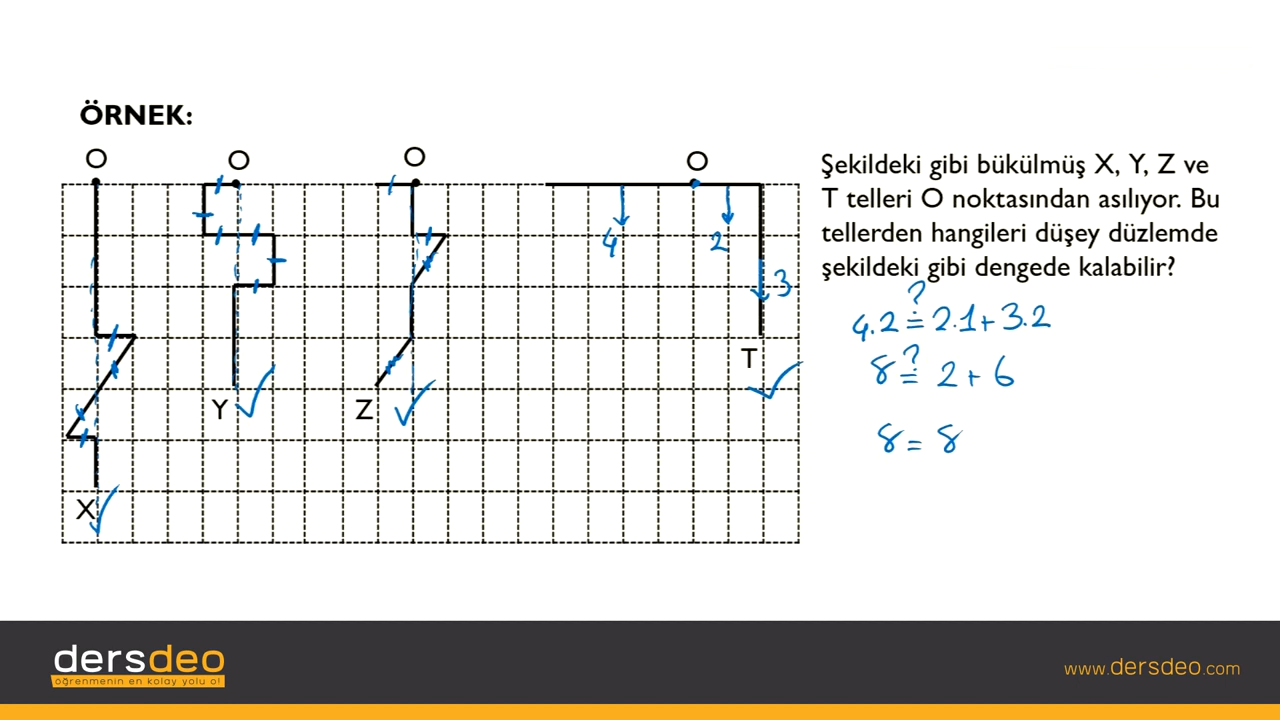 ÖRNEK:
O O O O
Şekildeki gibi bükülmüş X, Y, Z ve
T telleri O noktasından asılıyor. Bu
tellerden hangileri düşey düzlemde
şekildeki gibi dengede kalabilir?
4 2
3
?
4.2 = 2.1+3.2
?
8 = 2+6
8 = 8
T
Y Z
X
dersdeo
öğrenmenin en kolay yolu o!
www.dersdeo.com